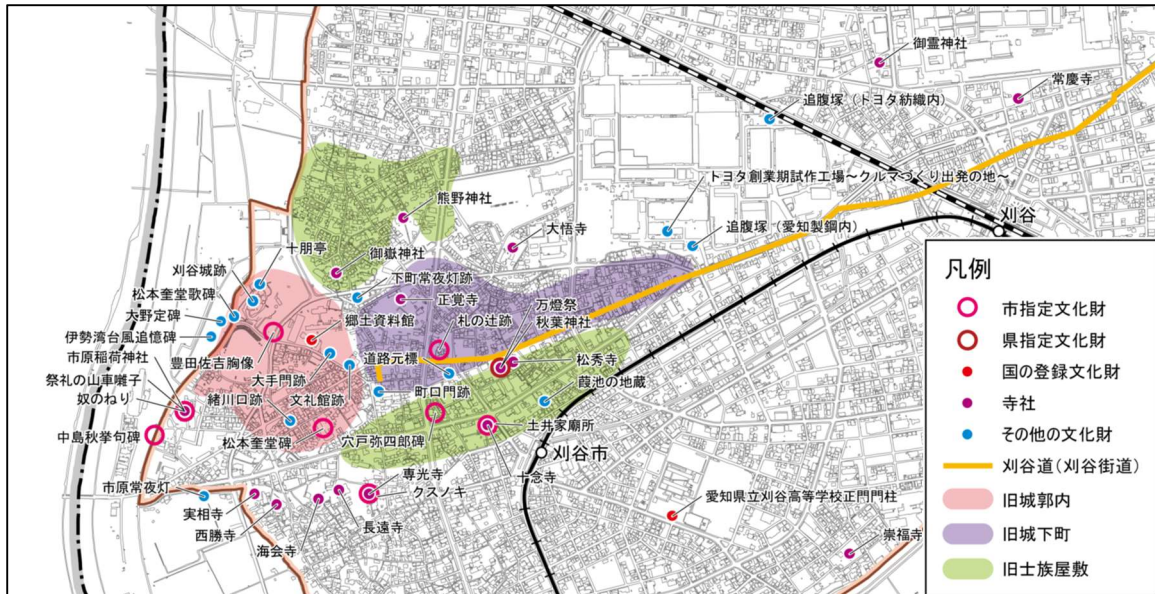 御霊神社
常慶寺
追腹塚（トヨタ紡織内）
トヨタ創業期試作工場～クルマづくり出発の地～
追腹塚（愛知製鋼内）
刈谷
熊野神社
大悟寺
御嶽神社
十朋亭
下町常夜灯跡
刈谷城跡
正覚寺
万燈祭
秋葉神社
松本奎堂歌碑
郷土資料館
札の辻跡
大野定碑
伊勢湾台風追憶碑
道路元標
松秀寺
市原稲荷神社
豊田佐吉胸像
大手門跡
町口門跡
葭池の地蔵
祭礼の山車囃子
奴のねり
緒川口跡
文礼館跡
中島秋挙句碑
松本奎堂碑
穴戸弥四郎碑
土井家廟所
刈谷市
専光寺
クスノキ
十念寺
市原常夜灯
実相寺
西勝寺
海会寺
長遠寺
愛知県立刈谷高等学校正門門柱
崇福寺
凡例
市指定文化財
県指定文化財
国の登録文化財
寺社
その他の文化財
刈谷道（刈谷街道）
旧城郭内
旧城下町
旧士族屋敷